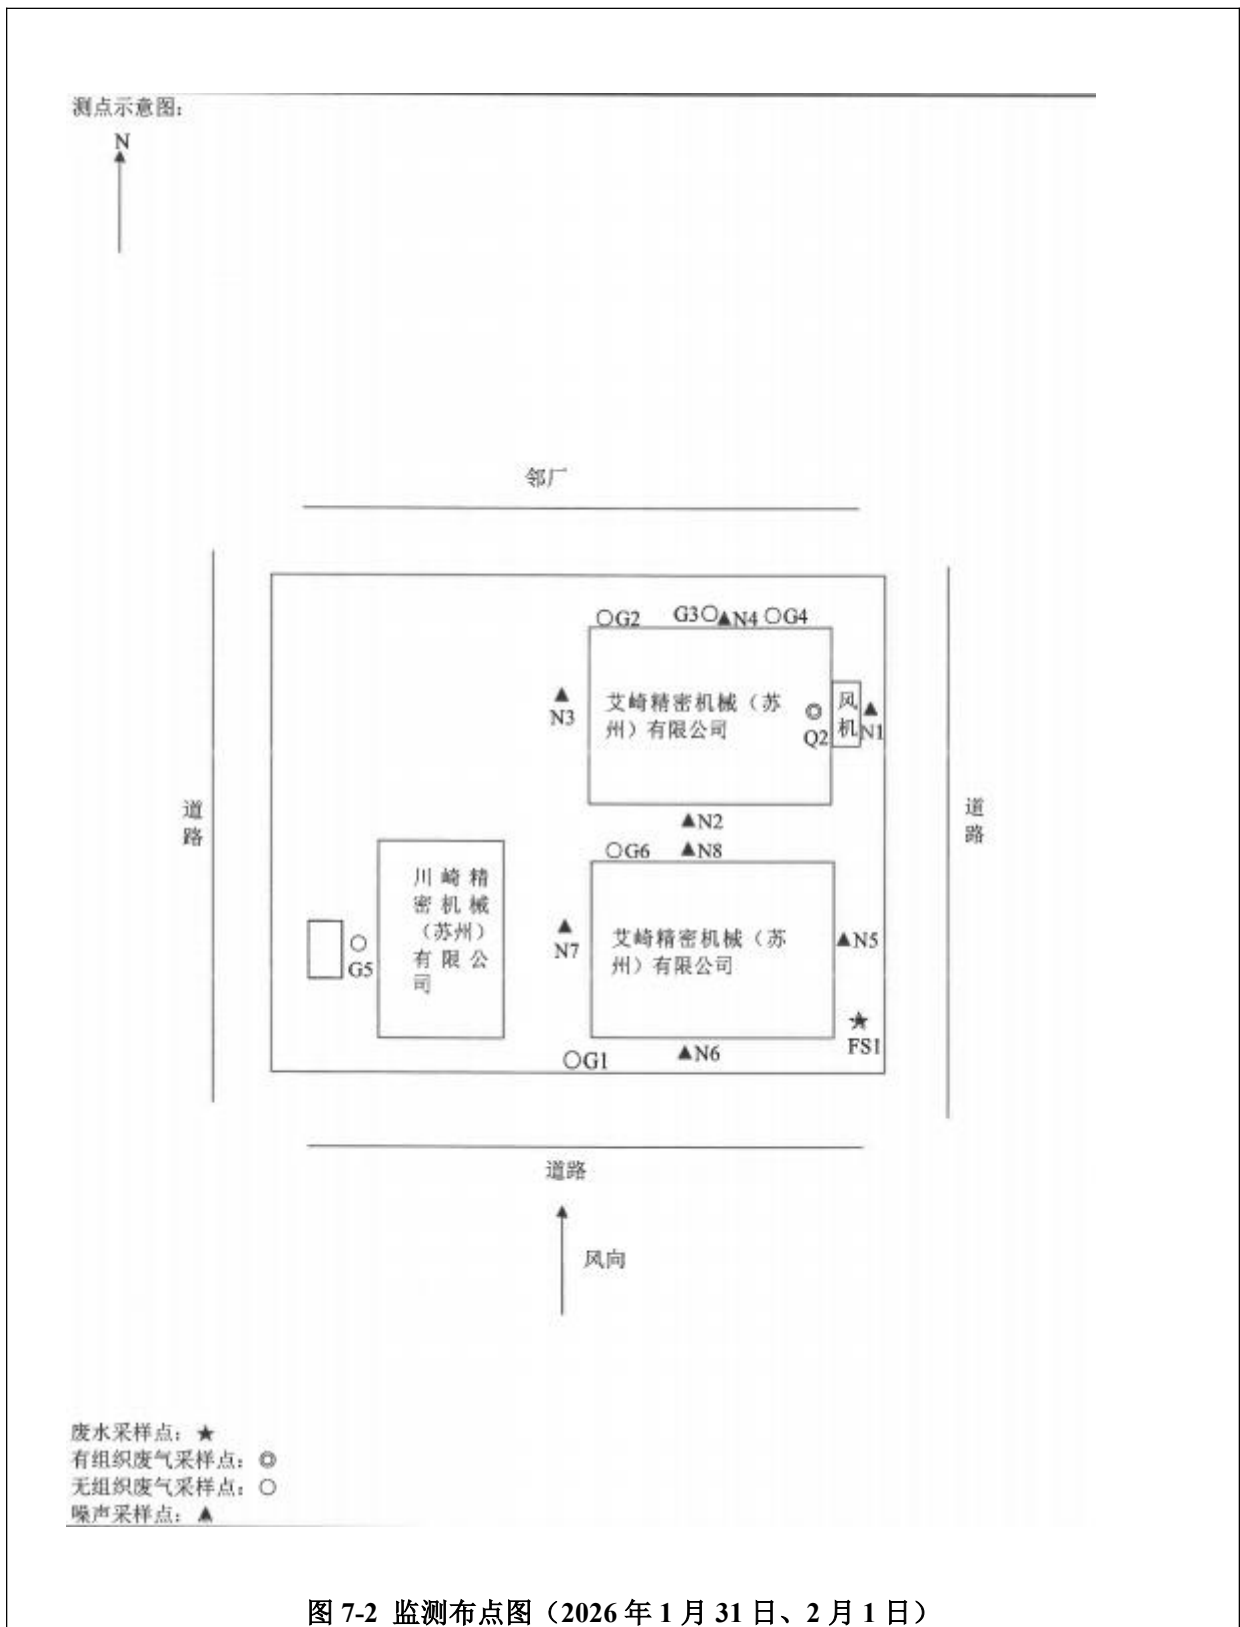 测点示意图：
N
邻厂
○G2 G3○▲N4 ○G4
▲
N3
艾崎精密机械（苏
州）有限公司
◎
Q2
风
机
▲
N1
道
路
道
路
▲N2
○G6 ▲N8
川崎精
密机械
（苏州）
有限公
司
○
G5
▲
N7
艾崎精密机械（苏
州）有限公司
▲N5
★
FS1
○G1 ▲N6
道路
风向
废水采样点：★
有组织废气采样点：◎
无组织废气采样点：○
噪声采样点：▲
图 7-2 监测布点图（2026 年 1 月 31 日、2 月 1 日）